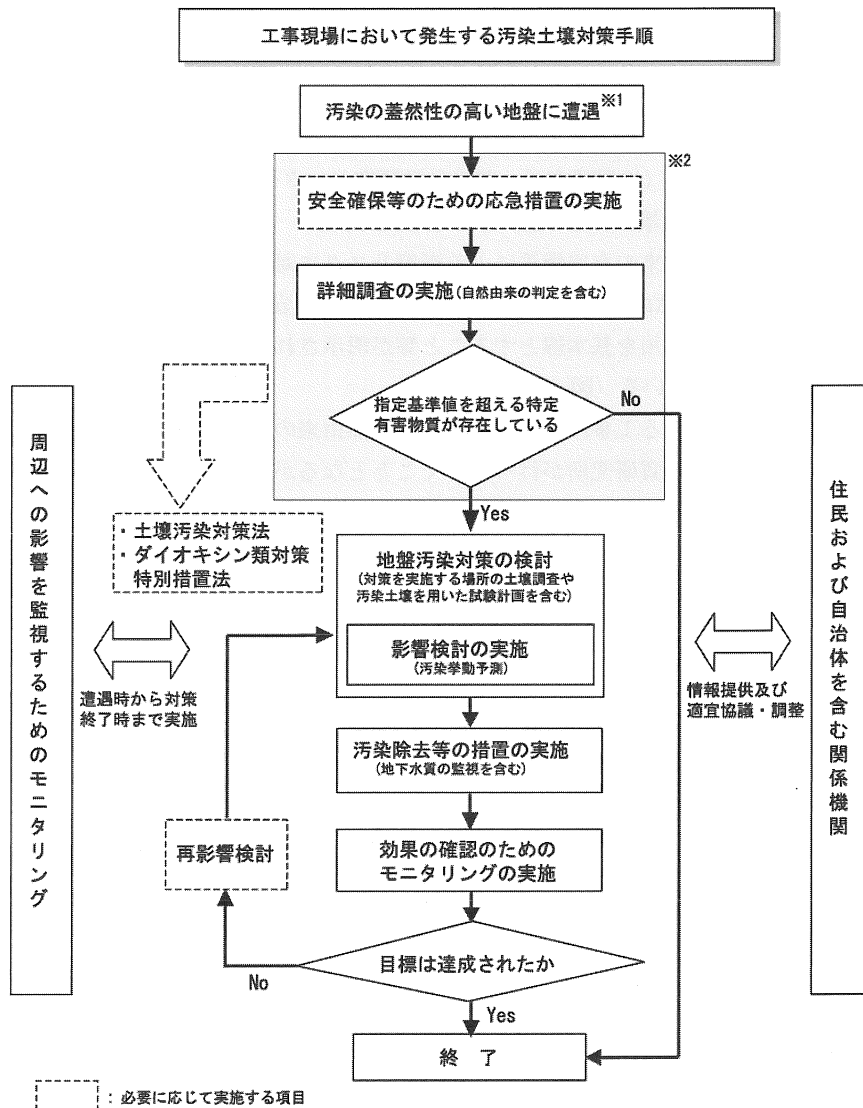 工事現場において発生する汚染土壌対策手順
汚染の蓋然性の高い地盤に遭遇※1
※2
安全確保等のための応急措置の実施
詳細調査の実施(自然由来の判定を含む)
指定基準値を超える特定
有害物質が存在している
No
Yes
・土壌汚染対策法
・ダイオキシン類対策
特別措置法
地盤汚染対策の検討
(対策を実施する場所の土壌調査や
汚染土壌を用いた試験計画を含む)
影響検討の実施
(汚染挙動予測)
周辺への影響を監視するためのモニタリング
遭遇時から対策
終了時まで実施
住民および自治体を含む関係機関
情報提供及び
適宜協議・調整
汚染除去等の措置の実施
(地下水質の監視を含む)
再影響検討
効果の確認のための
モニタリングの実施
目標は達成されたか
No
Yes
終 了
：必要に応じて実施する項目